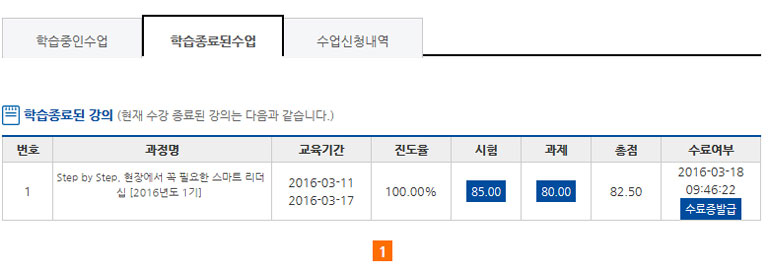 학습중인수업 학습종료된수업 수업신청내역
학습종료된 강의 (현재 수강 종료된 강의는 다음과 같습니다.)
번호 과정명 교육기간 진도율 시험 과제 총점 수료여부
1 Step by Step, 현장에서 꼭 필요한 스마트 리더
십 [2016년도 1기]
2016-03-11
2016-03-17
100.00% 85.00 80.00 82.50
2016-03-18
09:46:22
수료증발급
1